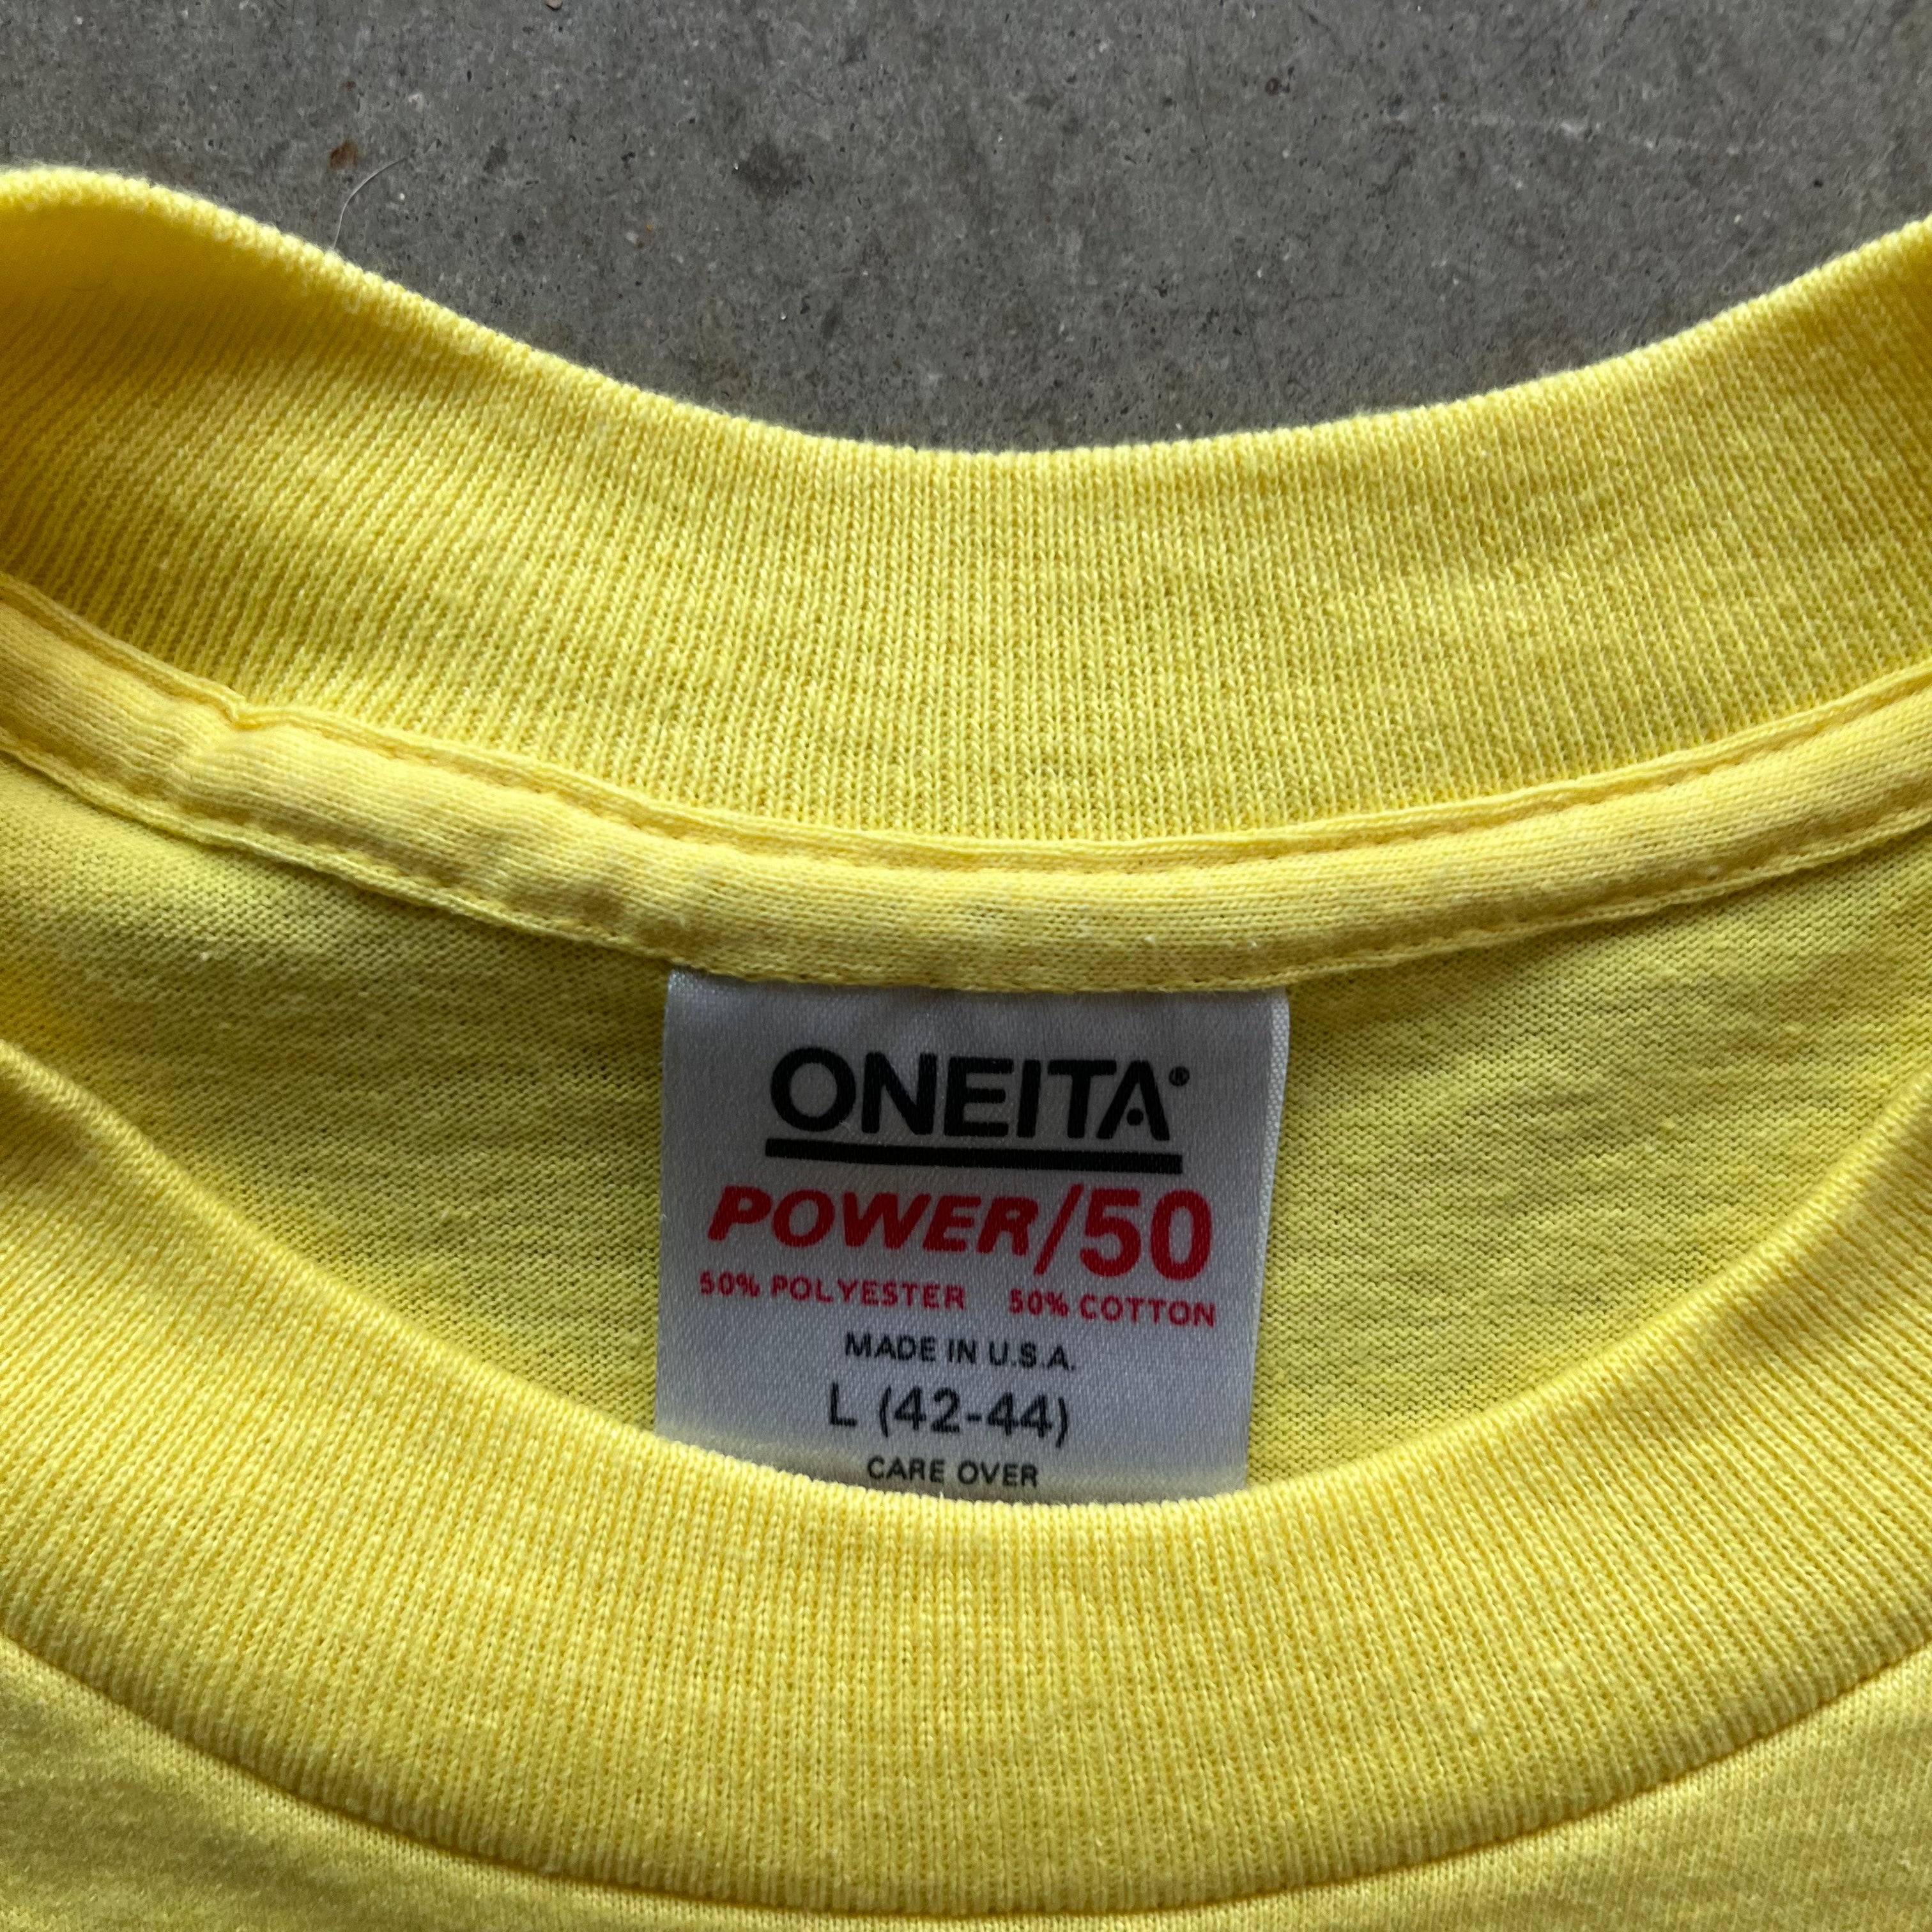 ONEITA®
POWER/50
50% POLYESTER 50% COTTON
MADE IN U.S.A.
L (42-44)
CARE OVER